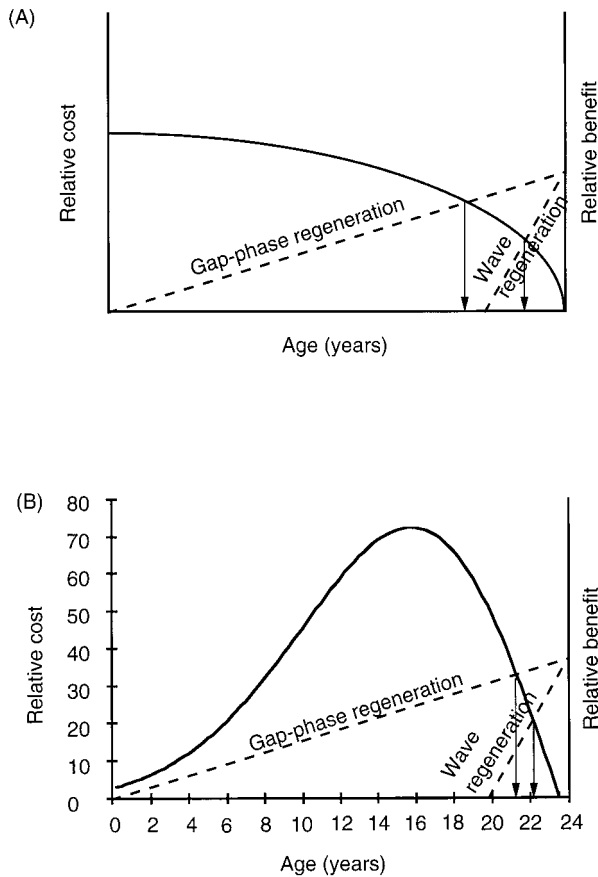 (A)
Relative cost
Gap-phase regeneration
Wave
regeneration
Relative benefit
Age (years)
(B)
80
70
60
50
40
30
20
10
0
Relative cost
Gap-phase regeneration
Wave
regeneration
Relative benefit
0 2 4 6 8 10 12 14 16 18 20 22 24
Age (years)